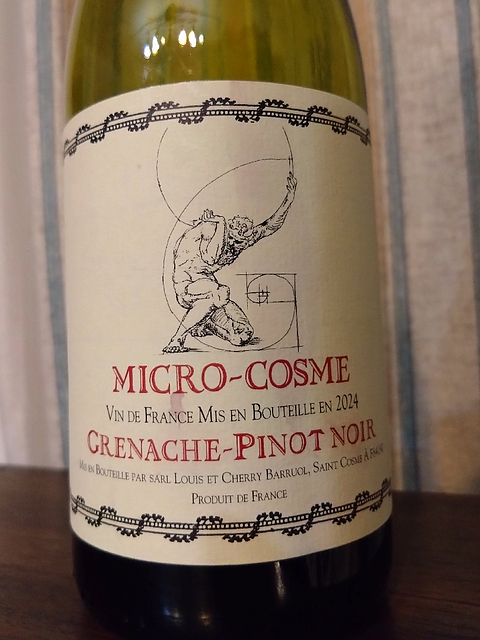 MICRO-COSME
VIN DE FRANCE MIS EN BOUTEILLE EN 2024
GRENACHE-PINOT NOIR
MIS EN BOUTEILLE PAR SARL LOUIS ET CHERRY BARRUOL, SAINT COSME À
PRODUIT DE FRANCE